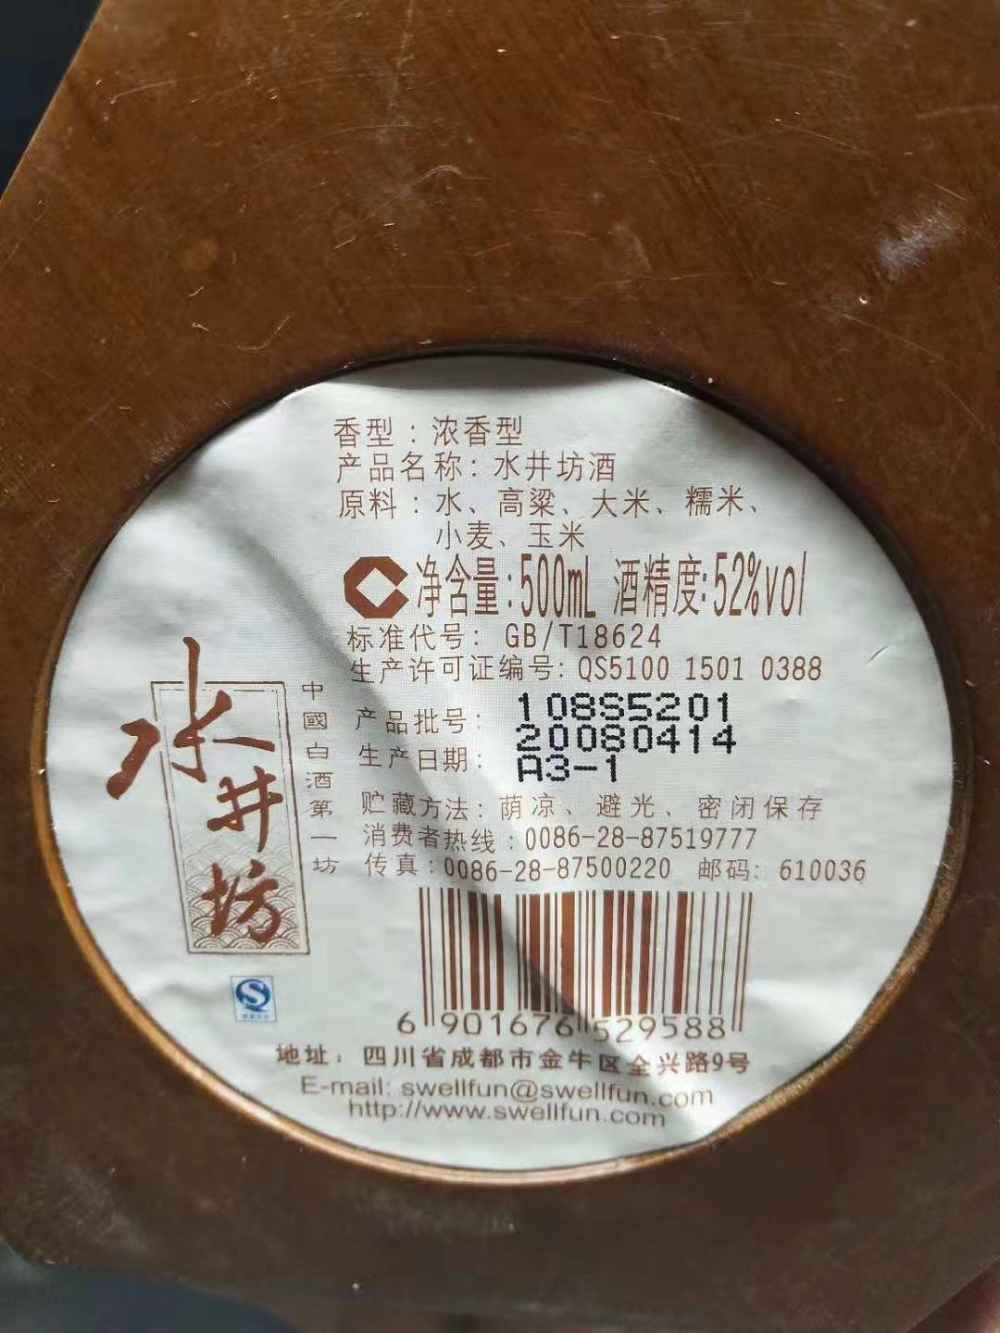 香型：浓香型
产品名称：水井坊酒
原料：水、高粱、大米、糯米、
小麦、玉米
净含量：500mL 酒精度：52%vol
标准代号：GB/T18624
生产许可证编号：QS5100 1501 0388
产品批号：108S5201
生产日期：20080414
A3-1
贮藏方法：荫凉、避光、密闭保存
消费者热线：0086-28-87519777
传真：0086-28-87500220 邮码：610036
水井坊
中國白酒第一坊
6 901676 529588
地址：四川省成都市金牛区全兴路9号
E-mail: swellfun@swellfun.com
http://www.swellfun.com